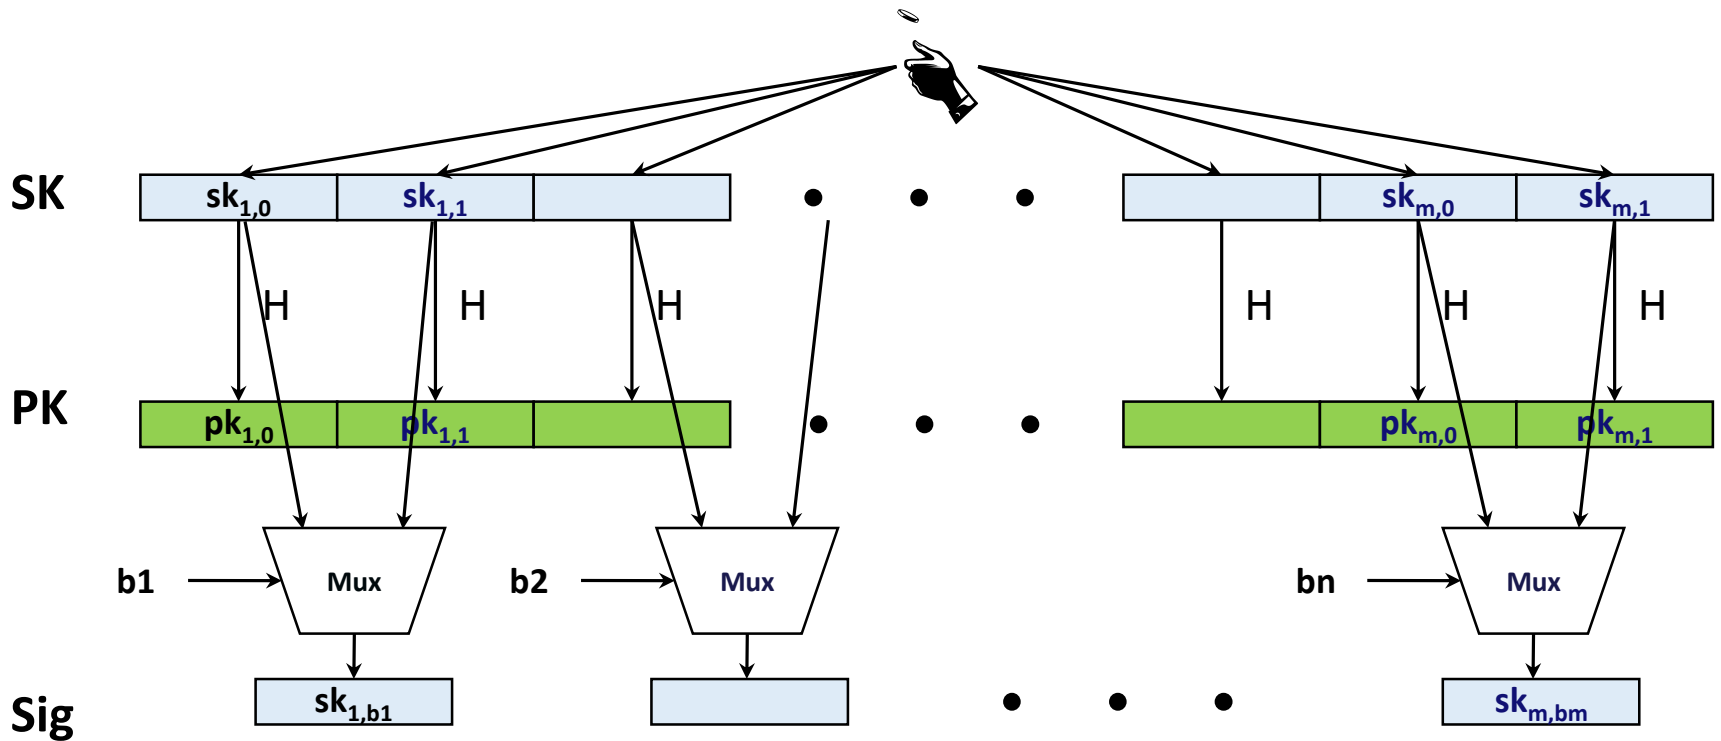 SK sk1,0 sk1,1 skm,0 skm,1
H H H H H H
PK pk1,0 pk1,1 pkm,0 pkm,1
b1 Mux b2 Mux bn Mux
Sig sk1,b1 skm,bm